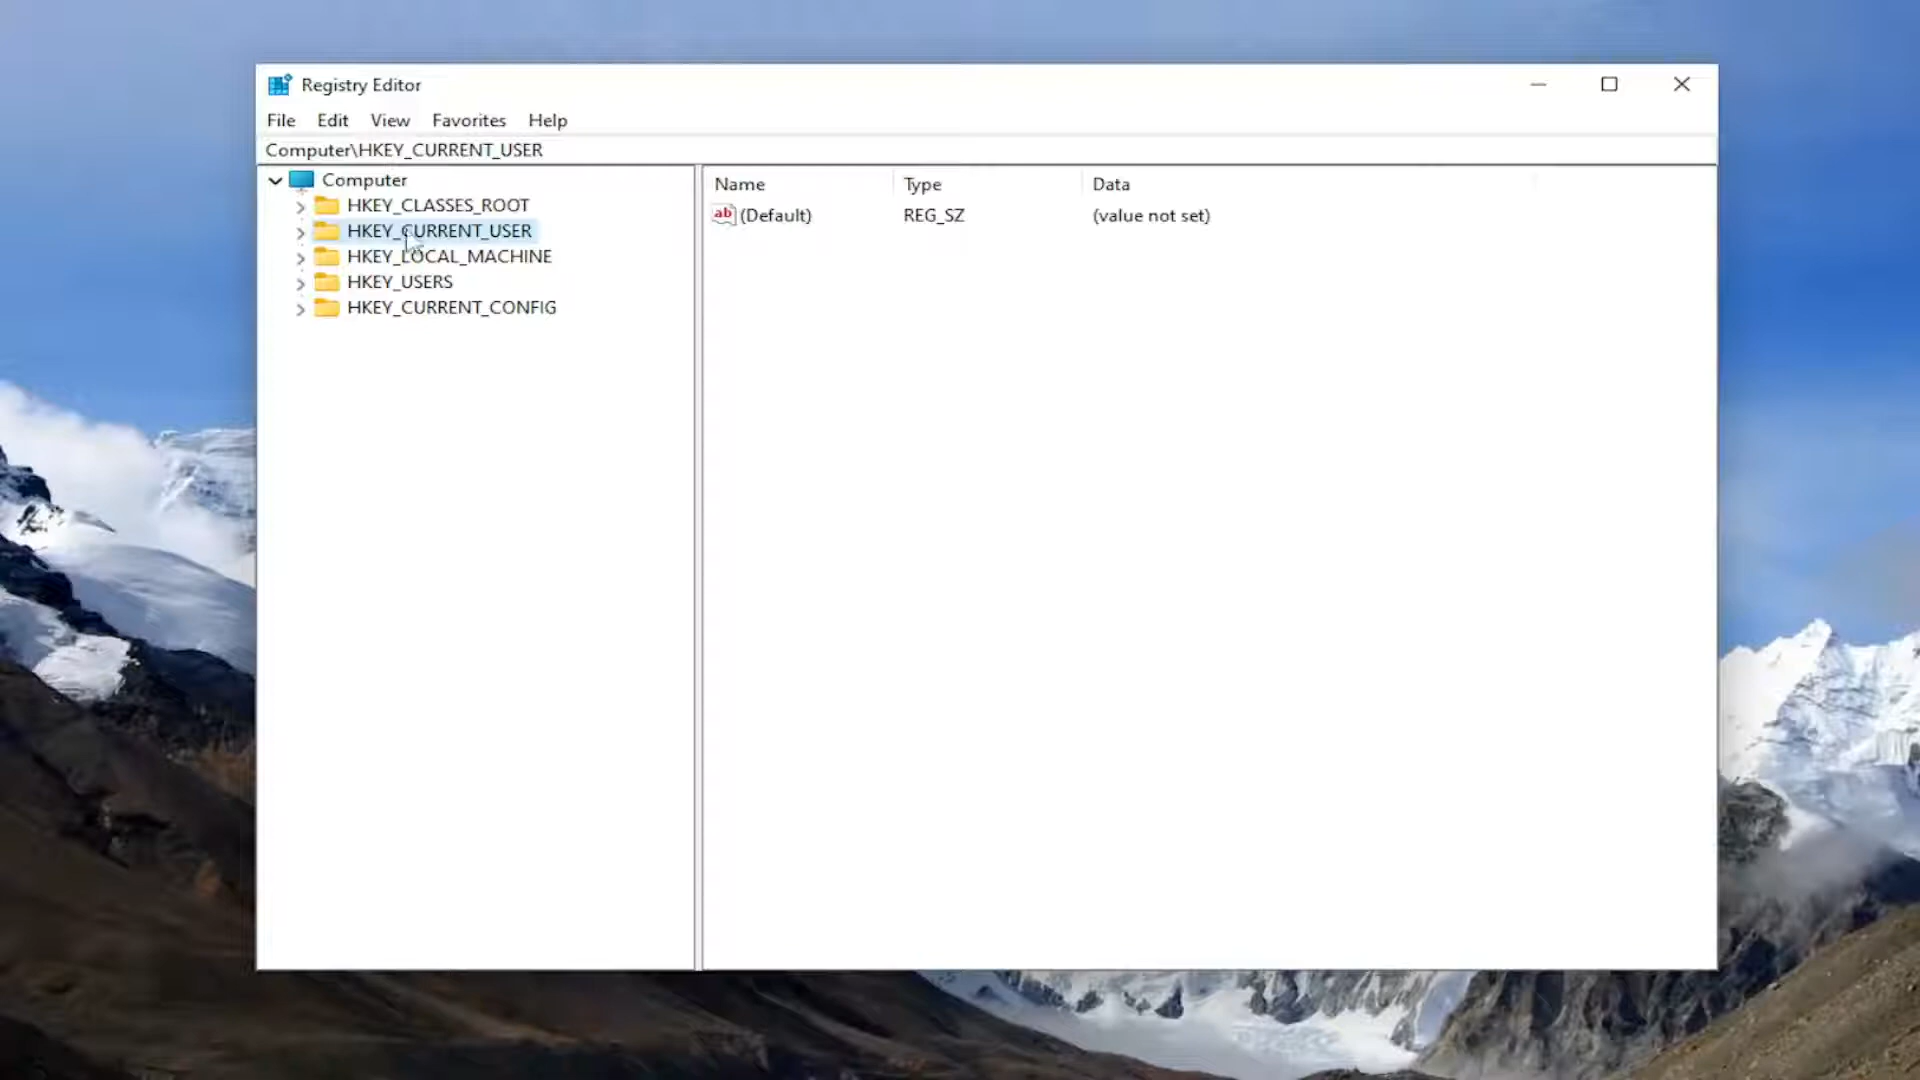 Registry Editor
File Edit View Favorites Help
Computer\HKEY_CURRENT_USER
Computer
HKEY_CLASSES_ROOT
HKEY_CURRENT_USER
HKEY_LOCAL_MACHINE
HKEY_USERS
HKEY_CURRENT_CONFIG
Name Type Data
ab (Default) REG_SZ (value not set)